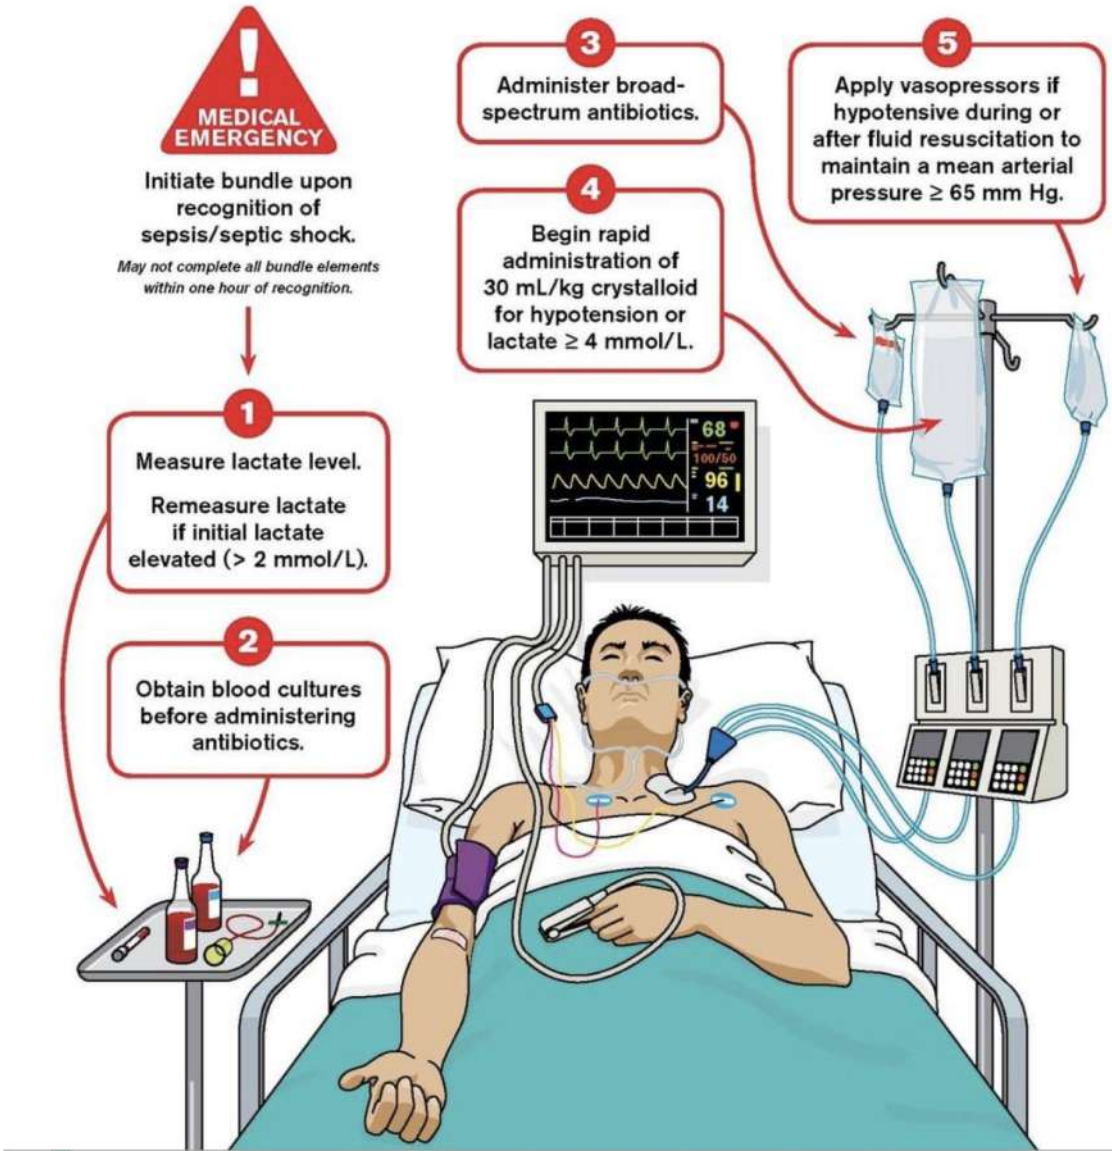 !
MEDICAL
EMERGENCY
Initiate bundle upon
recognition of
sepsis/septic shock.
May not complete all bundle elements
within one hour of recognition.
1
Measure lactate level.
Remeasure lactate
if initial lactate
elevated (> 2 mmol/L).
2
Obtain blood cultures
before administering
antibiotics.
3
Administer broad-
spectrum antibiotics.
4
Begin rapid
administration of
30 mL/kg crystalloid
for hypotension or
lactate ≥ 4 mmol/L.
5
Apply vasopressors if
hypotensive during or
after fluid resuscitation to
maintain a mean arterial
pressure ≥ 65 mm Hg.
68
100/50
96
14